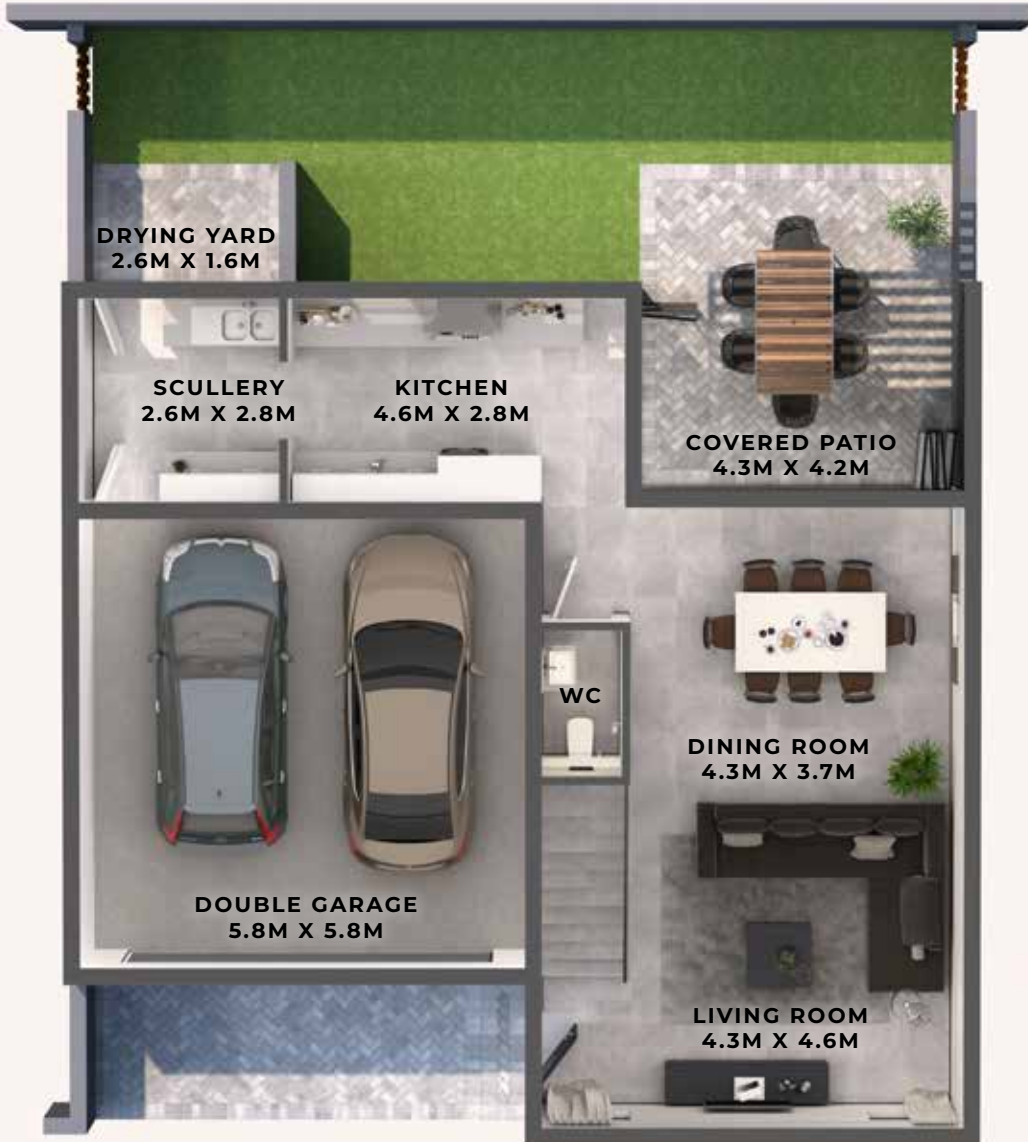 DRYING YARD
2.6M X 1.6M
SCULLERY
2.6M X 2.8M
KITCHEN
4.6M X 2.8M
COVERED PATIO
4.3M X 4.2M
WC
DINING ROOM
4.3M X 3.7M
DOUBLE GARAGE
5.8M X 5.8M
LIVING ROOM
4.3M X 4.6M